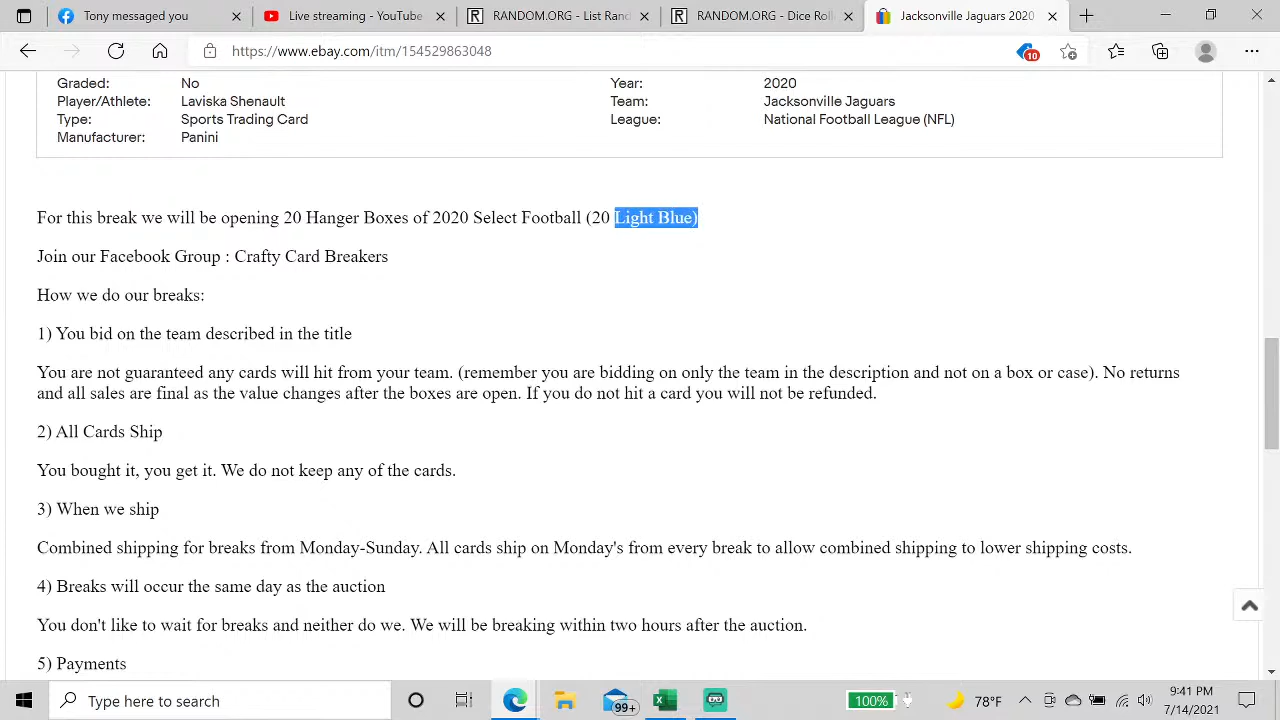 Tony messaged you
Live streaming - YouTube
RANDOM.ORG - List Rand
RANDOM.ORG - Dice Roll
Jacksonville Jaguars 2020
https://www.ebay.com/itm/154529863048
10
Graded: No Year: 2020
Player/Athlete: Laviska Shenault Team: Jacksonville Jaguars
Type: Sports Trading Card League: National Football League (NFL)
Manufacturer: Panini
For this break we will be opening 20 Hanger Boxes of 2020 Select Football (20 Light Blue)
Join our Facebook Group : Crafty Card Breakers
How we do our breaks:
1) You bid on the team described in the title
You are not guaranteed any cards will hit from your team. (remember you are bidding on only the team in the description and not on a box or case). No returns
and all sales are final as the value changes after the boxes are open. If you do not hit a card you will not be refunded.
2) All Cards Ship
You bought it, you get it. We do not keep any of the cards.
3) When we ship
Combined shipping for breaks from Monday-Sunday. All cards ship on Monday's from every break to allow combined shipping to lower shipping costs.
4) Breaks will occur the same day as the auction
You don't like to wait for breaks and neither do we. We will be breaking within two hours after the auction.
5) Payments
Type here to search
99+
100%
78°F
9:41 PM
7/14/2021